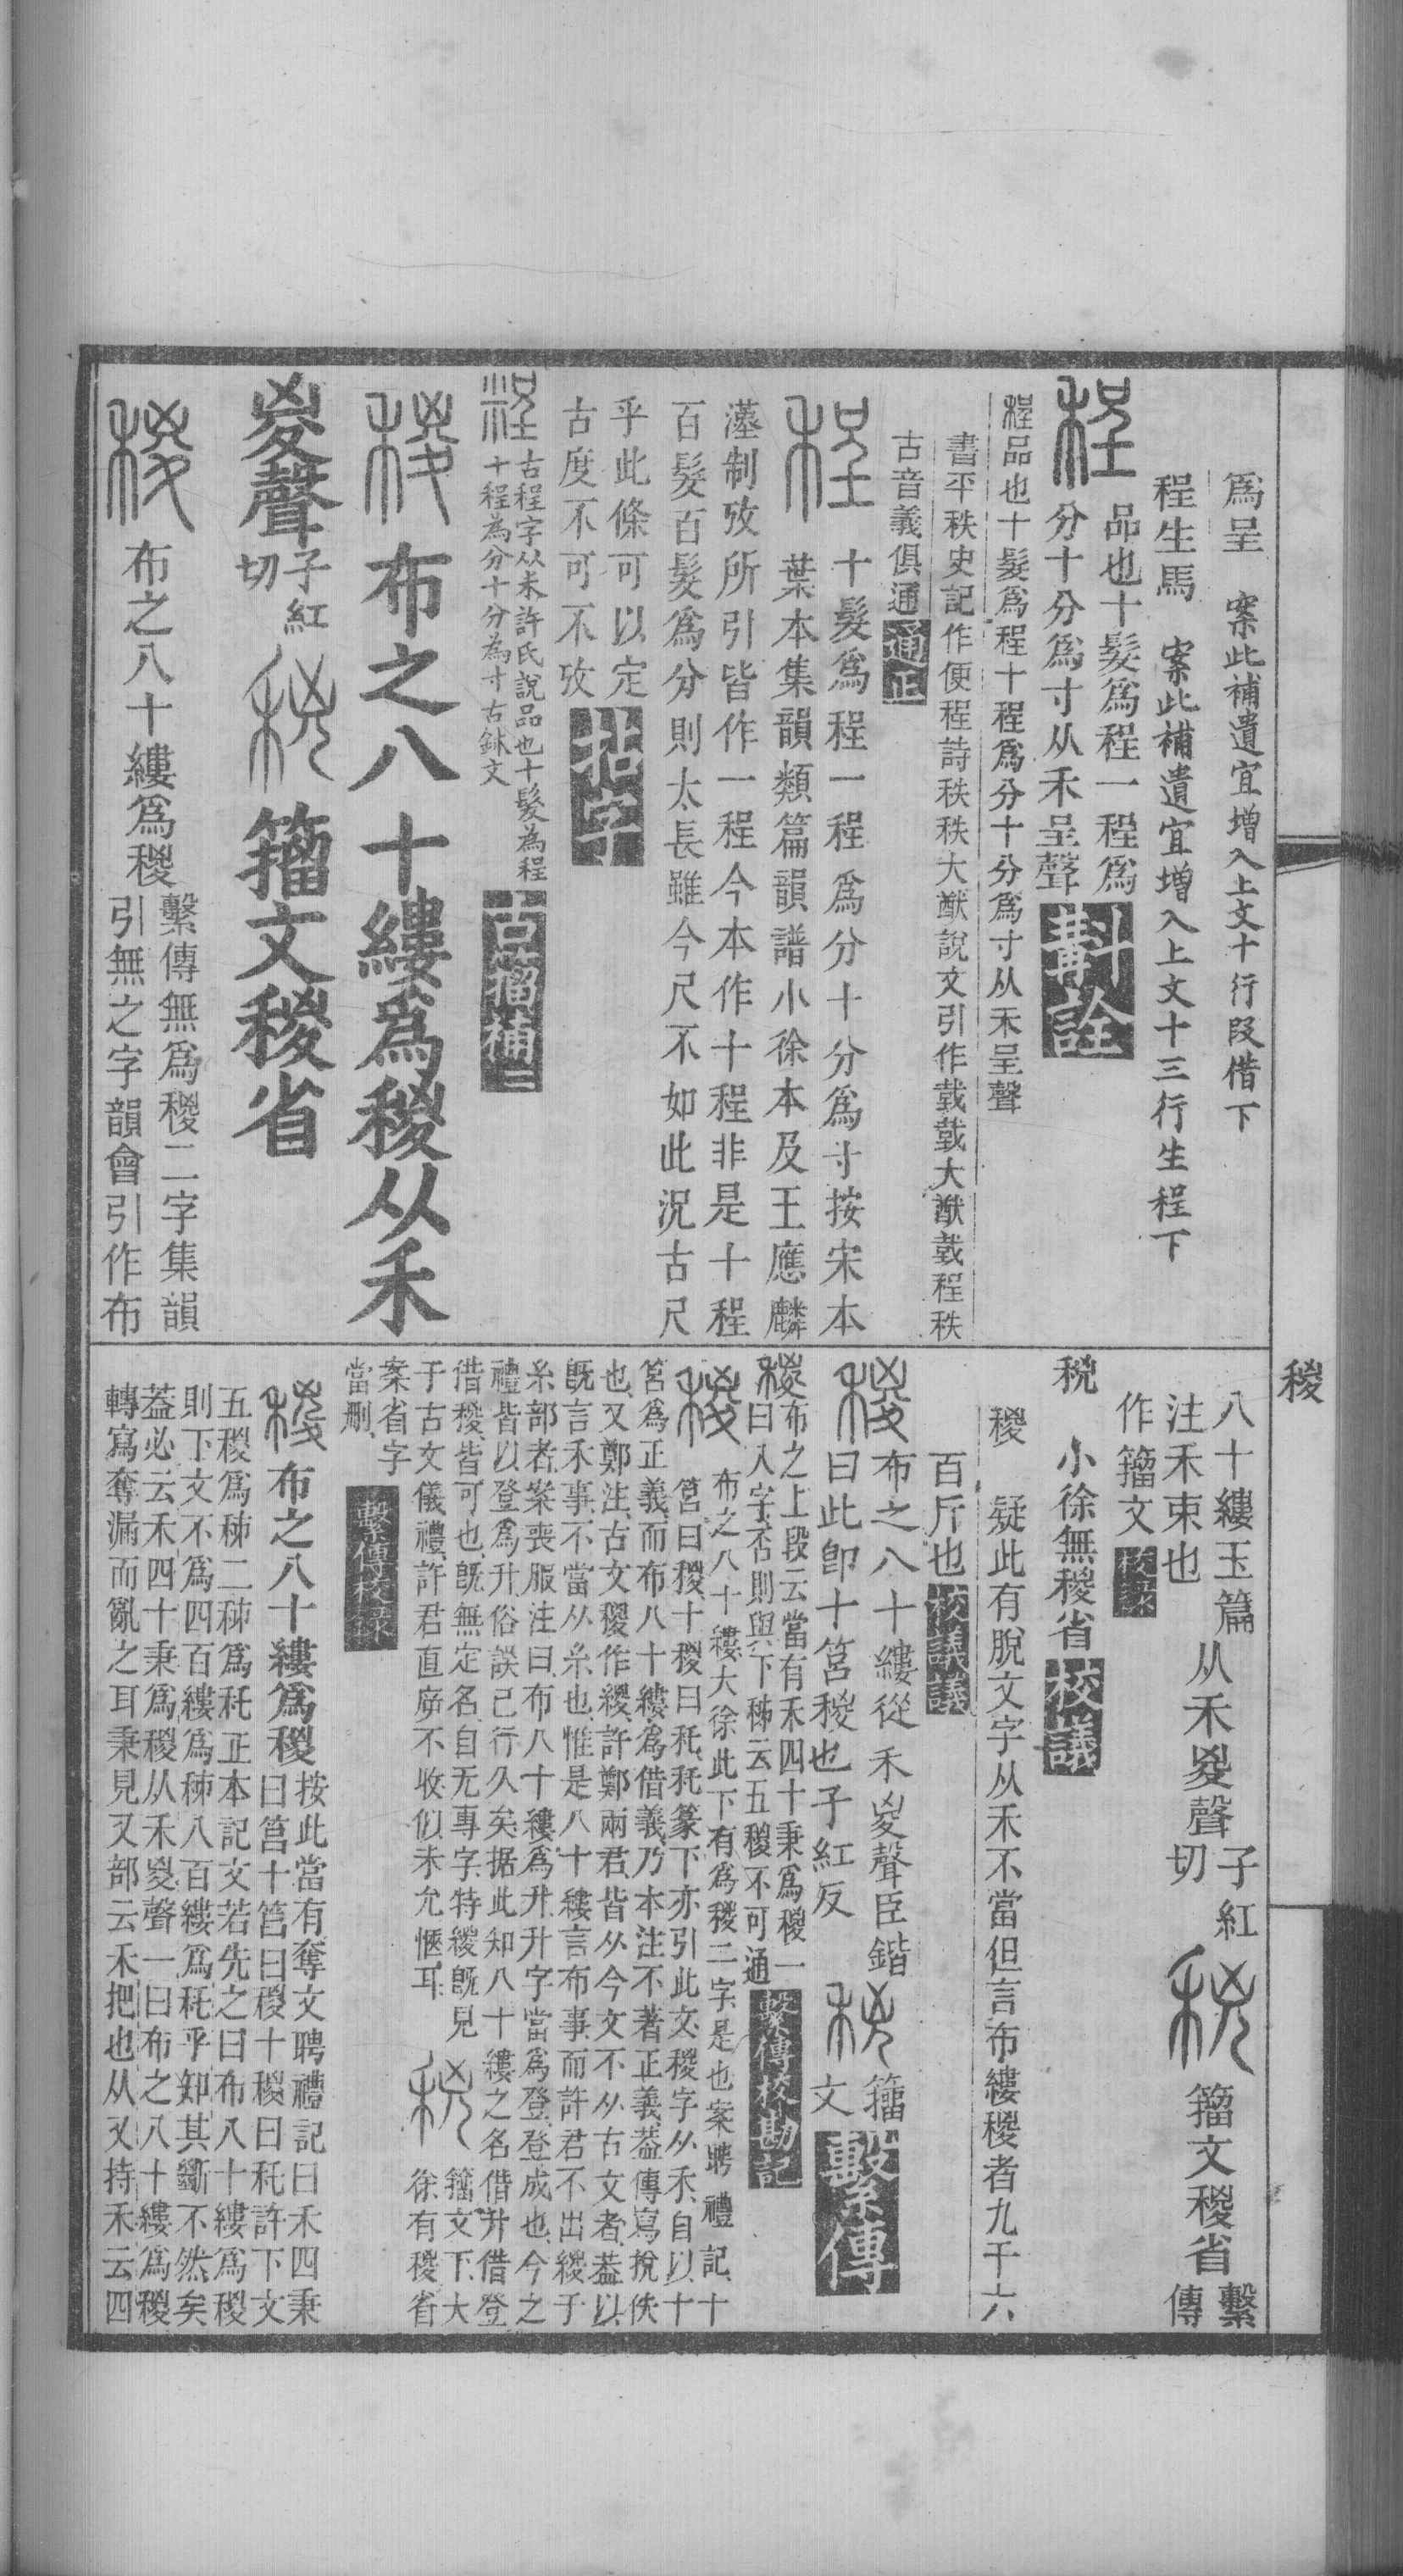 爲呈　案此補遺宜增入上文十行段借下
程生馬　案此補遺宜增入上文十三行生程下
程品也十髮爲程一程爲
分十分爲寸从禾呈聲斠詮
程品也十髮爲程十程爲分十分爲寸从禾呈聲
書平秩史記作便程詩秩秩大猷說文引作𢧤𢧤大猷𢧤程秩
古音義俱通通正
程十髮爲程一程爲分十分爲寸按宋本
葉本集韻類篇韻譜小徐本及王應麟
漢制攷所引皆作一程今本作十程非是十程
百髮百髮爲分則太長雖今尺不如此況古尺
乎此條可以定
古度不可不攷拈字
古程字从禾許氏說品也十髮為程
十程為分十分為寸古鉥文古籀補三
稯布之八十縷爲稯从禾
㚇聲子紅
切籀文稯省
稯布之八十縷爲稯繫傳無爲稯二字集韻
引無之字韻會引作布
稯
八十縷玉篇
注禾束也从禾㚇聲子紅
切籀文稯省繫
傳
作籀文校錄
小徐無稯省校議
稯　疑此有脫文字从禾不當但言布縷稯者九千六
百斤也校議議
稯布之八十縷從禾㚇聲臣鍇
曰此卽十筥稯也子紅反籀
文繫傳
稯布之上段云當有禾四十秉爲稯一
曰入字否則與下秭云五稯不可通繫傳校勘記
稯　布之八十縷大徐此下有爲稯二字是也案聘禮記十
筥曰稯十稯曰秅秅篆下亦引此文稯字从禾自以十
筥爲正義而布八十縷爲借義乃本注不著正義葢傳寫挩佚
也又鄭注古文稯作緵許鄭兩君皆从今文不从古文者葢以
旣言禾事不當从糸也惟是八十縷言布事而許君不出緵于
糸部者案喪服注曰布八十縷爲升升字當爲登登成也今之
禮皆以登爲升俗誤已行久矣据此知八十縷之名借升借登
借稯皆可也旣無定名自无專字特緵旣見
于古文儀禮許君直廎不收似未允愜耳籀文下大
徐有稯省
案省字
當刪繫傳校錄
稯布之八十縷爲稯按此當有奪文聘禮記曰禾四秉
曰筥十筥曰稯十稯曰秅許下文
五稯爲秭二秭爲秅正本記文若先之曰布八十縷爲稯
則下文不爲四百縷爲秭八百縷爲秅乎知其斷不然矣
葢必云禾四十秉爲稯从禾㚇聲一曰布之八十縷爲稯
轉寫奪漏而亂之耳秉見又部云禾把也从又持禾云四